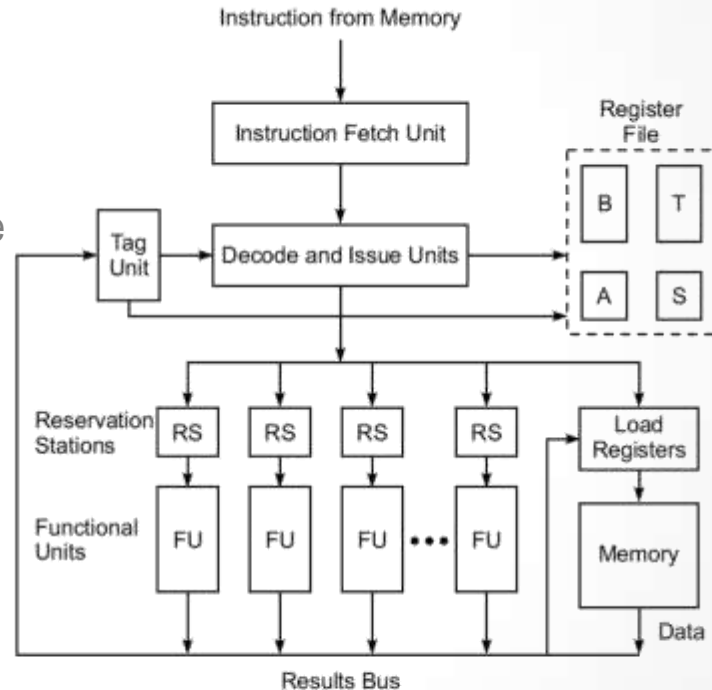 Instruction from Memory
Instruction Fetch Unit
Register
File
B
T
e
Tag
Unit
Decode and Issue Units
A
S
Reservation
Stations
RS
RS
RS
RS
Load
Registers
Functional
Units
FU
FU
FU
•••
FU
Memory
Data
Results Bus